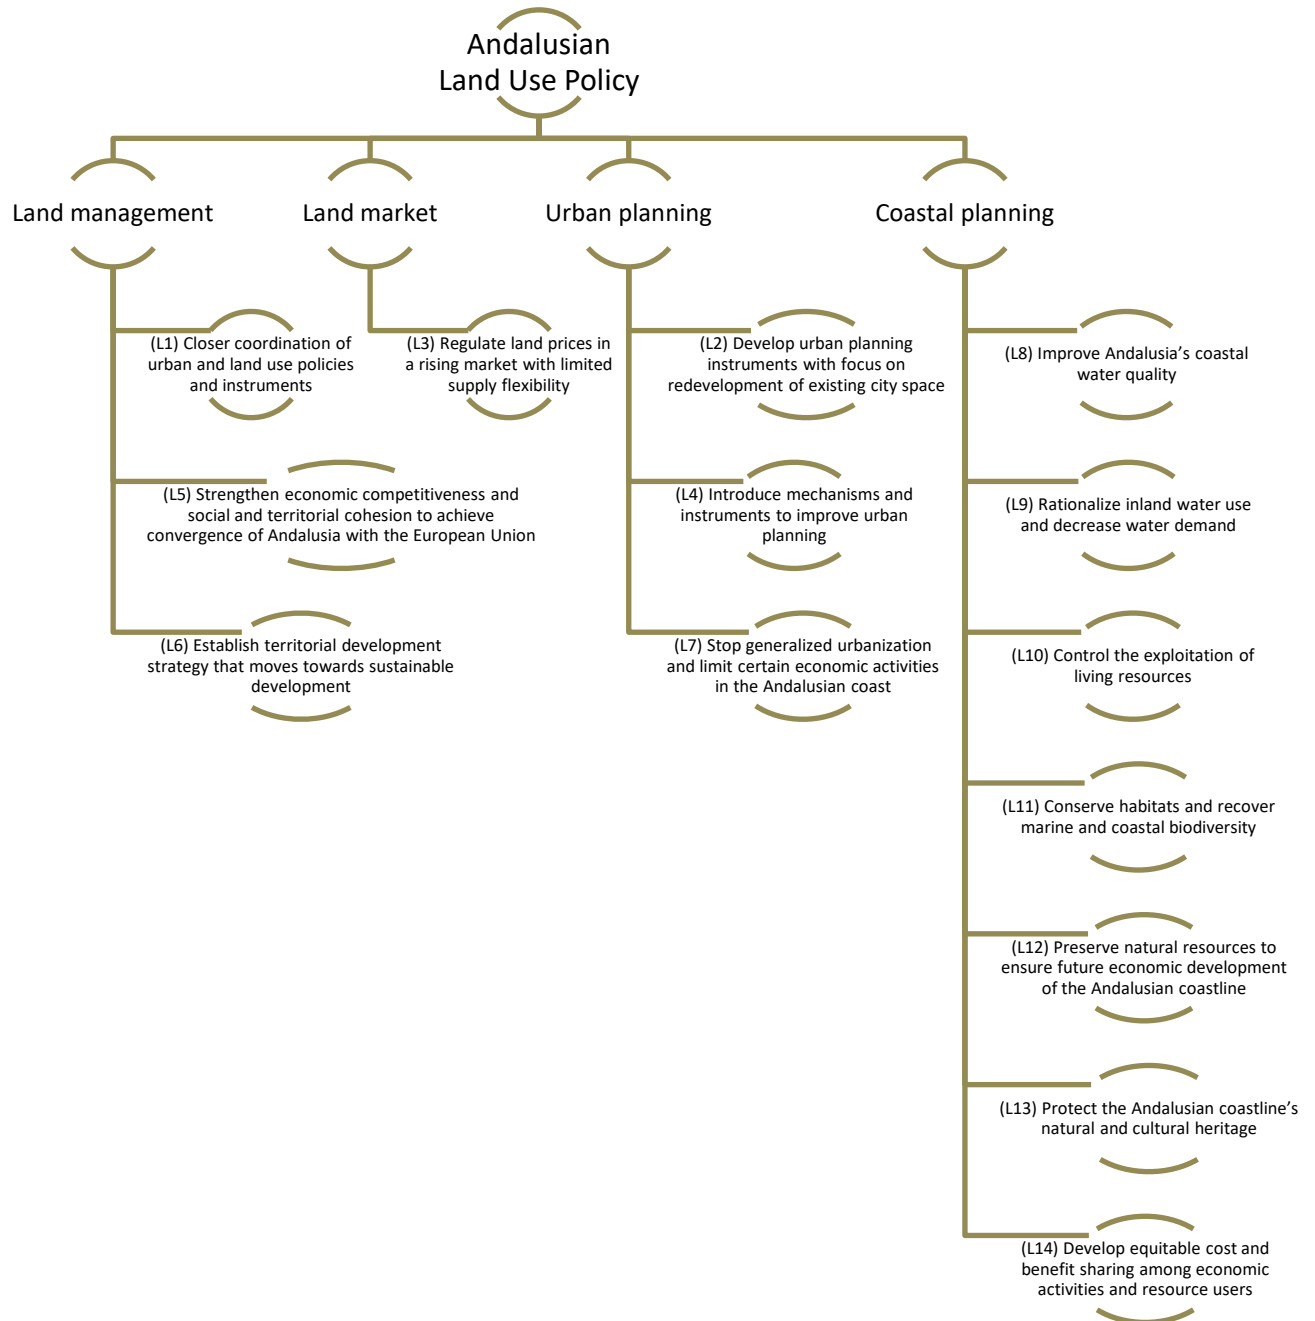 Andalusian
Land Use Policy
Land management
Land market
Urban planning
Coastal planning
(L1) Closer coordination of
urban and land use policies
and instruments
(L5) Strengthen economic competitiveness and
social and territorial cohesion to achieve
convergence of Andalusia with the European Union
(L6) Establish territorial development
strategy that moves towards sustainable
development
(L3) Regulate land prices in
a rising market with limited
supply flexibility
(L2) Develop urban planning
instruments with focus on
redevelopment of existing city space
(L4) Introduce mechanisms and
instruments to improve urban
planning
(L7) Stop generalized urbanization
and limit certain economic activities
in the Andalusian coast
(L8) Improve Andalusia’s coastal
water quality
(L9) Rationalize inland water use
and decrease water demand
(L10) Control the exploitation of
living resources
(L11) Conserve habitats and recover
marine and coastal biodiversity
(L12) Preserve natural resources to
ensure future economic development
of the Andalusian coastline
(L13) Protect the Andalusian coastline’s
natural and cultural heritage
(L14) Develop equitable cost and
benefit sharing among economic
activities and resource users